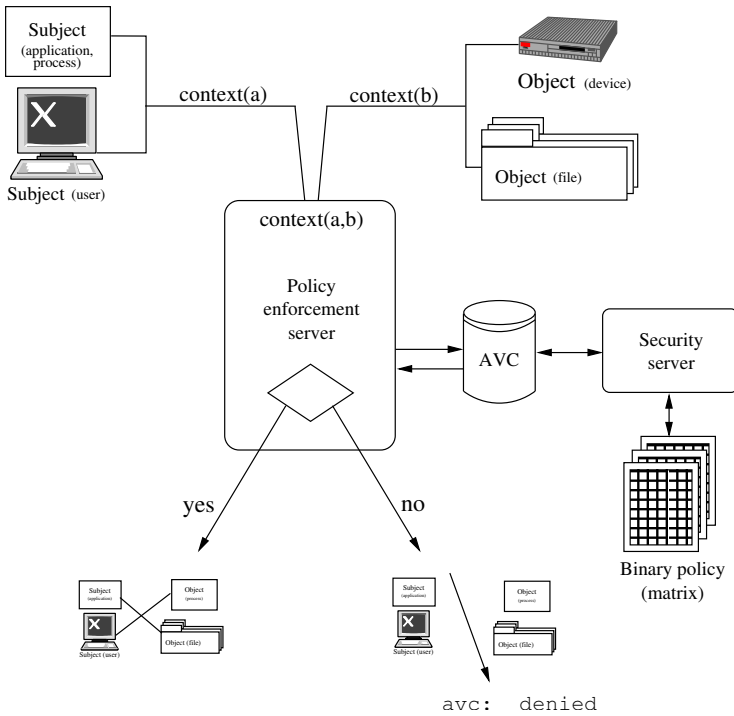 Subject
(application,
process)
Subject (user)
context(a)
context(b)
Object (device)
Object (file)
context(a,b)
Policy
enforcement
server
AVC
Security
server
Binary policy
(matrix)
yes
no
Subject
(application)
Object
(process)
Subject (user)
Object (file)
Subject
(application)
Object
(process)
Subject (user)
Object (file)
avc: denied